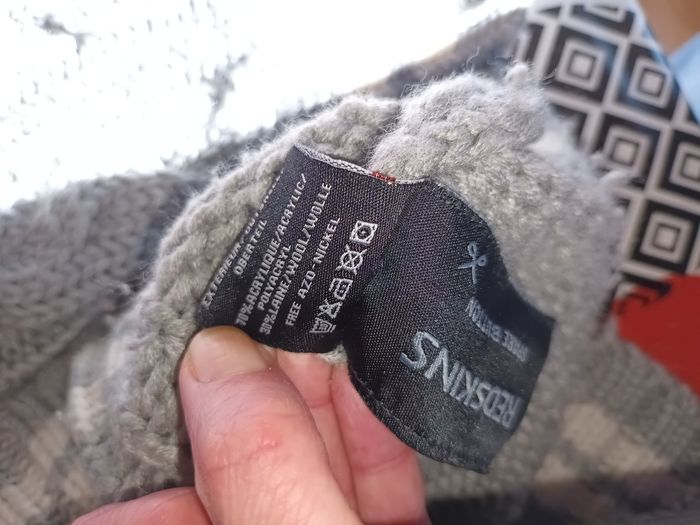 OBERTEIL
70% ACRYLIQUE/ACRYLIC/
POLYACRYL
30% LAINE/WOOL/WOLLE
FREE AZO-NICKEL
REDSKINS